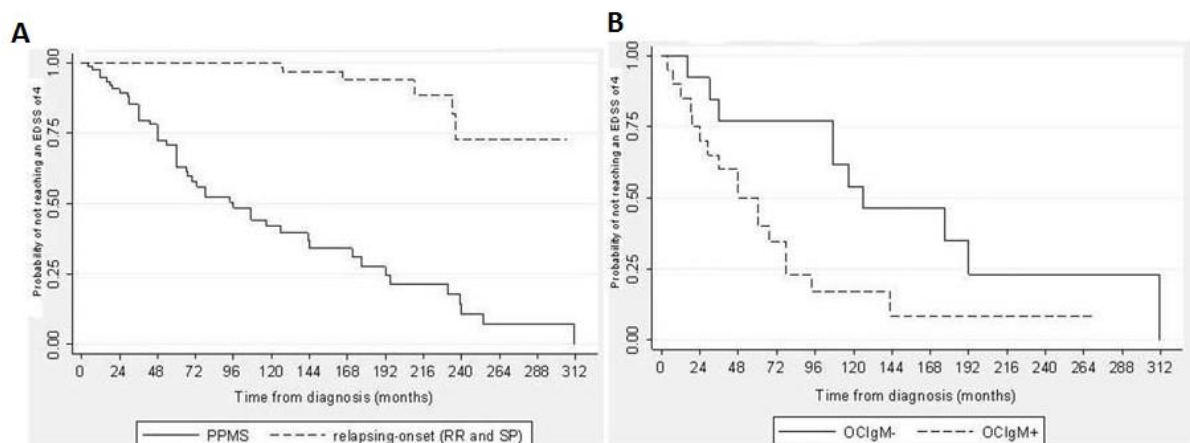 A
Probability of not reaching an EDSS of 4
1.00
0.75
0.50
0.25
0.00
0 24 48 72 96 120 144 168 192 216 240 264 288 312
Time from diagnosis (months)
PPMS relapsing-onset (RR and SP)
B
Probability of not reaching an EDSS of 4
1.00
0.75
0.50
0.25
0.00
0 24 48 72 96 120 144 168 192 216 240 264 288 312
Time from diagnosis (months)
OCIgM- OCIgM+